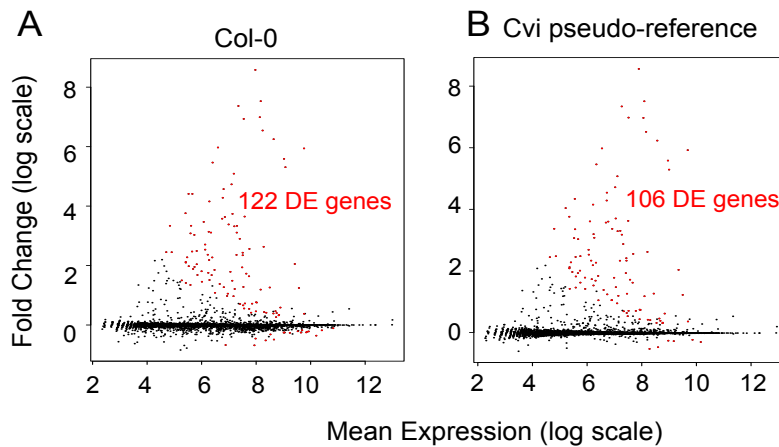 A
Col-0
B
Cvi pseudo-reference
Fold Change (log scale)
8
6
4
2
0
122 DE genes
2 4 6 8 10 12
8
6
4
2
0
106 DE genes
2 4 6 8 10 12
Mean Expression (log scale)